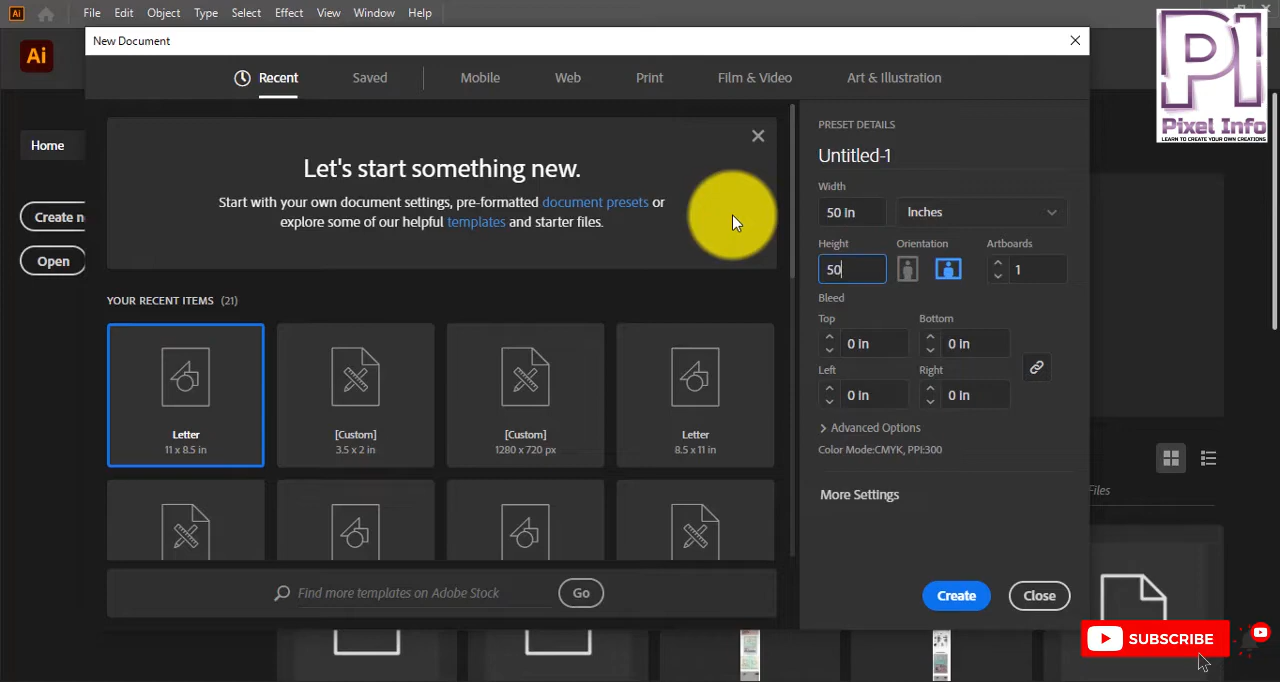 Ai
File Edit Object Type Select Effect View Window Help
New Document
Ai
Recent Saved Mobile Web Print Film & Video Art & Illustration
PI
Pixel Info
LEARN TO CREATE YOUR OWN CREATIONS
Home
Create n
Open
Let's start something new.
Start with your own document settings, pre-formatted document presets or
explore some of our helpful templates and starter files.
YOUR RECENT ITEMS (21)
Letter
11 x 8.5 in
[Custom]
3.5 x 2 in
[Custom]
1280 x 720 px
Letter
8.5 x 11 in
Find more templates on Adobe Stock
Go
PRESET DETAILS
Untitled-1
Width
50 in
Inches
Height Orientation Artboards
50
1
Bleed
Top Bottom
0 in 0 in
Left Right
0 in 0 in
Advanced Options
Color Mode:CMYK, PPI:300
More Settings
Create
Close
Files
SUBSCRIBE